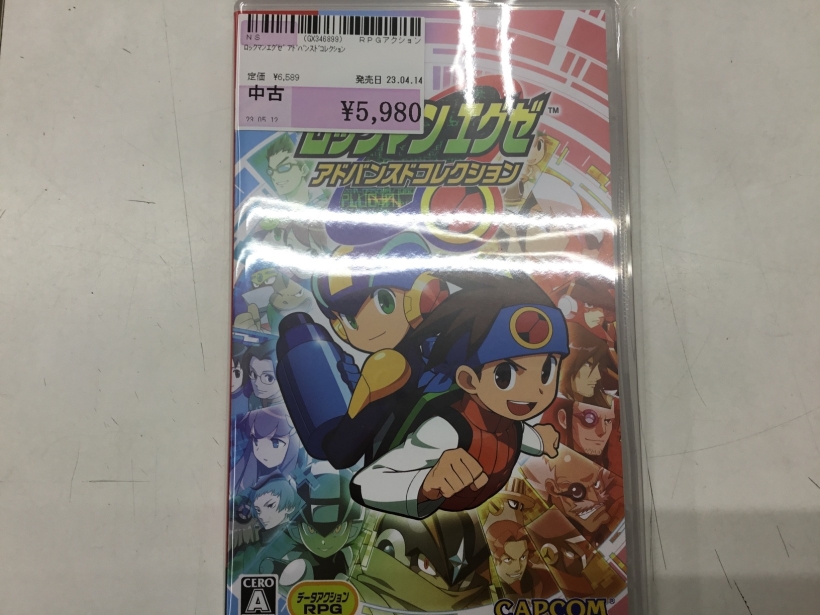 NS (GX346899) RPGアクション
ロックマンエグゼ アドバンスドコレクション
定価 ¥6,589 発売日 23.04.14
中古
¥5,980
23.05.12
ロックマンエグゼ™
アドバンスドコレクション
CERO
A
データアクション
RPG
CAPCOM